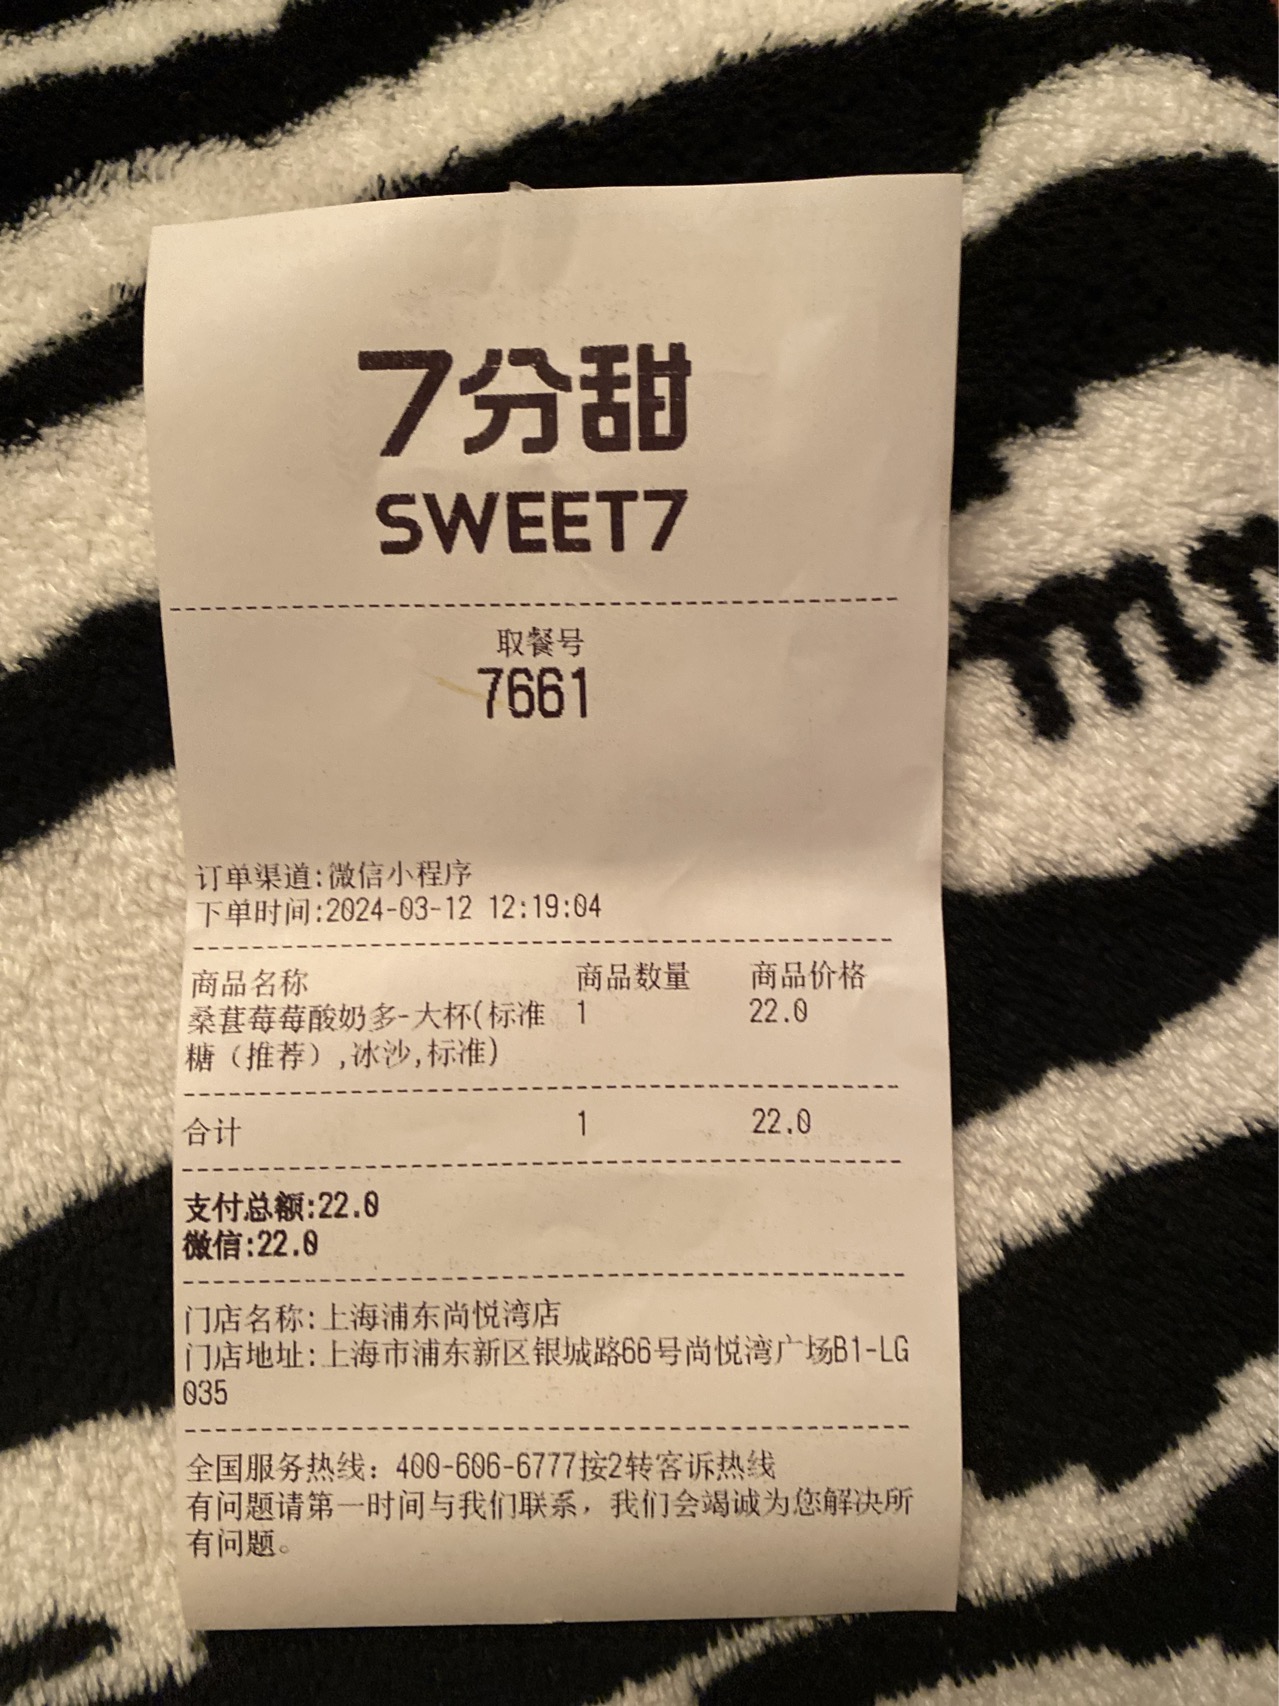 7分甜
SWEET7
取餐号
7661
订单渠道:微信小程序
下单时间:2024-03-12 12:19:04
商品名称 商品数量 商品价格
桑葚莓莓酸奶多-大杯(标准 1 22.0
糖（推荐）,冰沙,标准)
合计 1 22.0
支付总额:22.0
微信:22.0
门店名称:上海浦东尚悦湾店
门店地址:上海市浦东新区银城路66号尚悦湾广场B1-LG
035
全国服务热线：400-606-6777按2转客诉热线
有问题请第一时间与我们联系，我们会竭诚为您解决所
有问题。